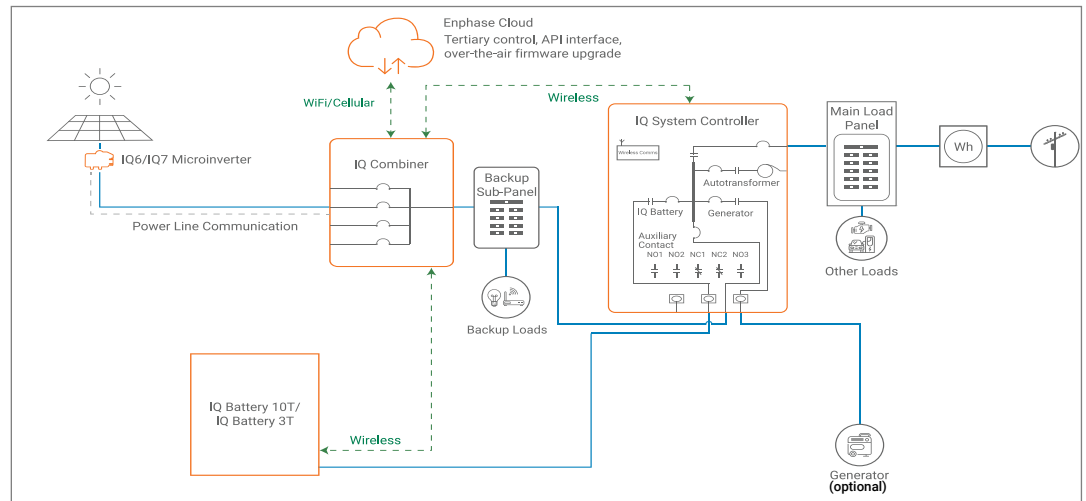 Enphase Cloud
Tertiary control, API interface,
over-the-air firmware upgrade
WiFi/Cellular
Wireless
IQ6/IQ7 Microinverter
Power Line Communication
IQ Combiner
Backup
Sub-Panel
Backup Loads
IQ System Controller
Wireless Comms
Autotransformer
IQ Battery
Generator
Auxiliary
Contact
NO1 NO2 NC1 NC2 NO3
Main Load
Panel
Wh
Other Loads
IQ Battery 10T/
IQ Battery 3T
Wireless
Generator
(optional)